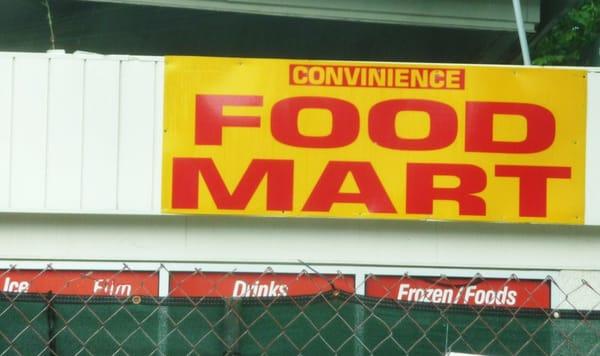 CONVINIENCE
FOOD
MART
Ice Film Drinks Frozen/Foods